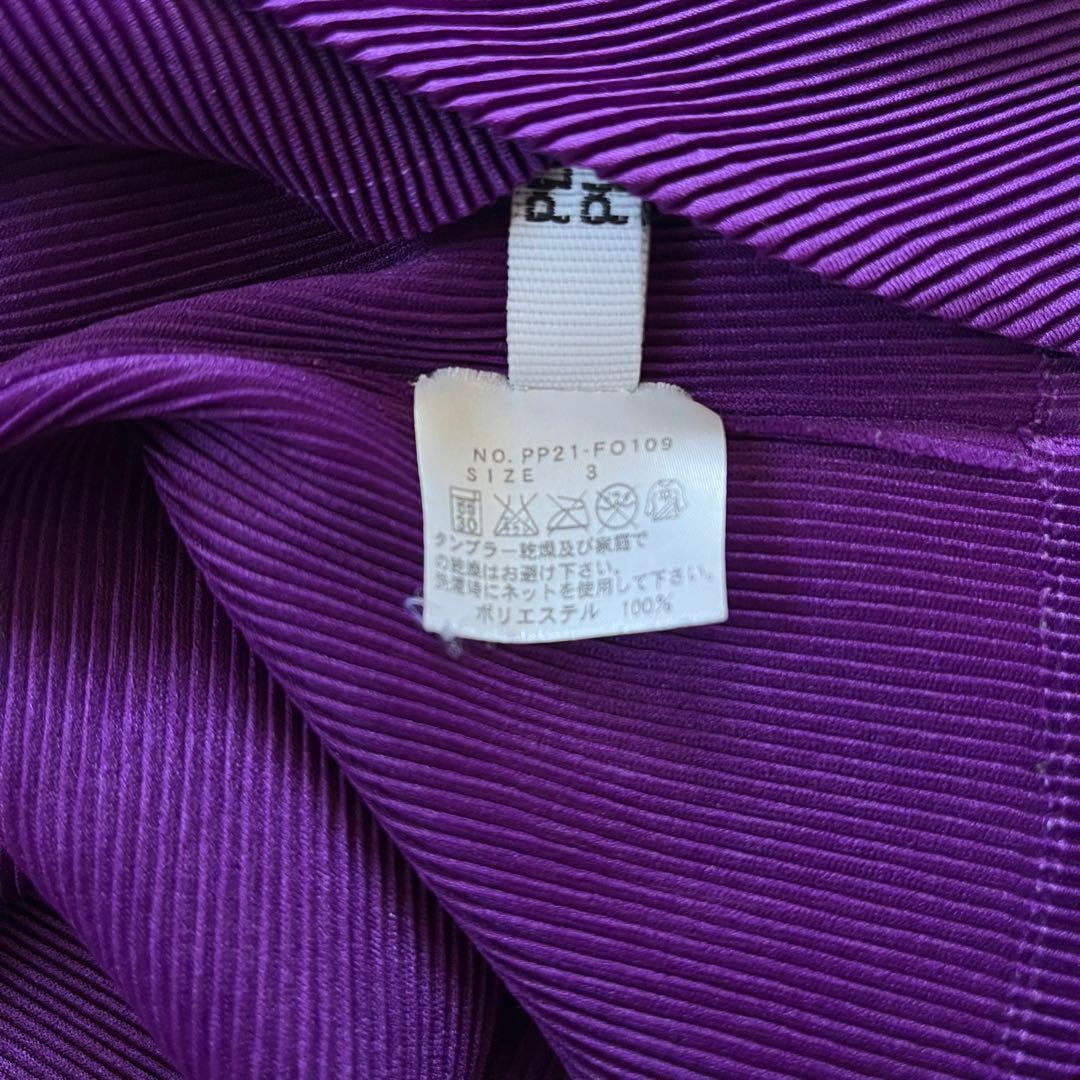 NO. PP21-FO109
SIZE 3
タンブラー乾燥及び家庭で
の乾燥はお避け下さい。
洗濯時にネットを使用して下さい。
ポリエステル 100%